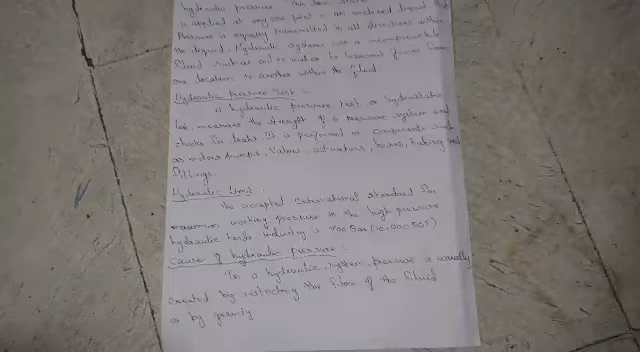 hydraulic pressure
is applied at any one point in an enclosed liquid, that
Pressure is equally transmitted in all directions within
the liquid. Hydraulic systems use a incompressible
fluid such as oil or water to transmit forces from
one location to another within the fluid
Hydraulic Pressure Test :-
A hydraulic pressure test, or hydrostatic
test, measures the strength of a pressure system and
checks for leaks. It is performed on components such
as motors, pumps, valves, actuators, hoses, tubing and
fittings.
Hydraulic Limit :-
The accepted International standard for
maximum working pressure in the high pressure
hydraulic tools industry is 700 Bar (10,000 PSI)
Cause of hydraulic pressure :-
In a hydraulic system, pressure is usually
created by restricting the flow of the fluid
or by gravity